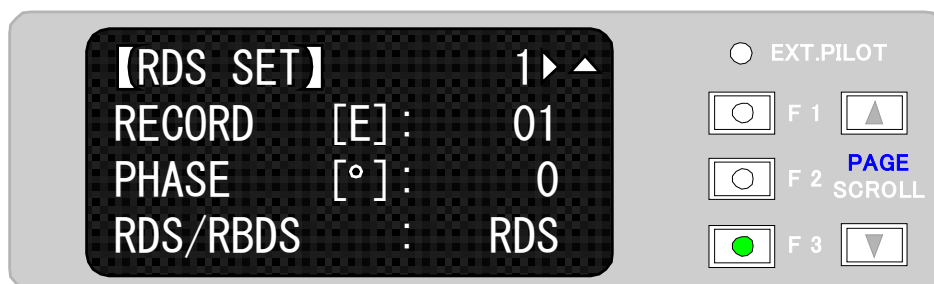 【RDS SET】 1
RECORD [E]: 01
PHASE [°]: 0
RDS/RBDS : RDS
EXT.PILOT
F 1
F 2
PAGE
SCROLL
F 3